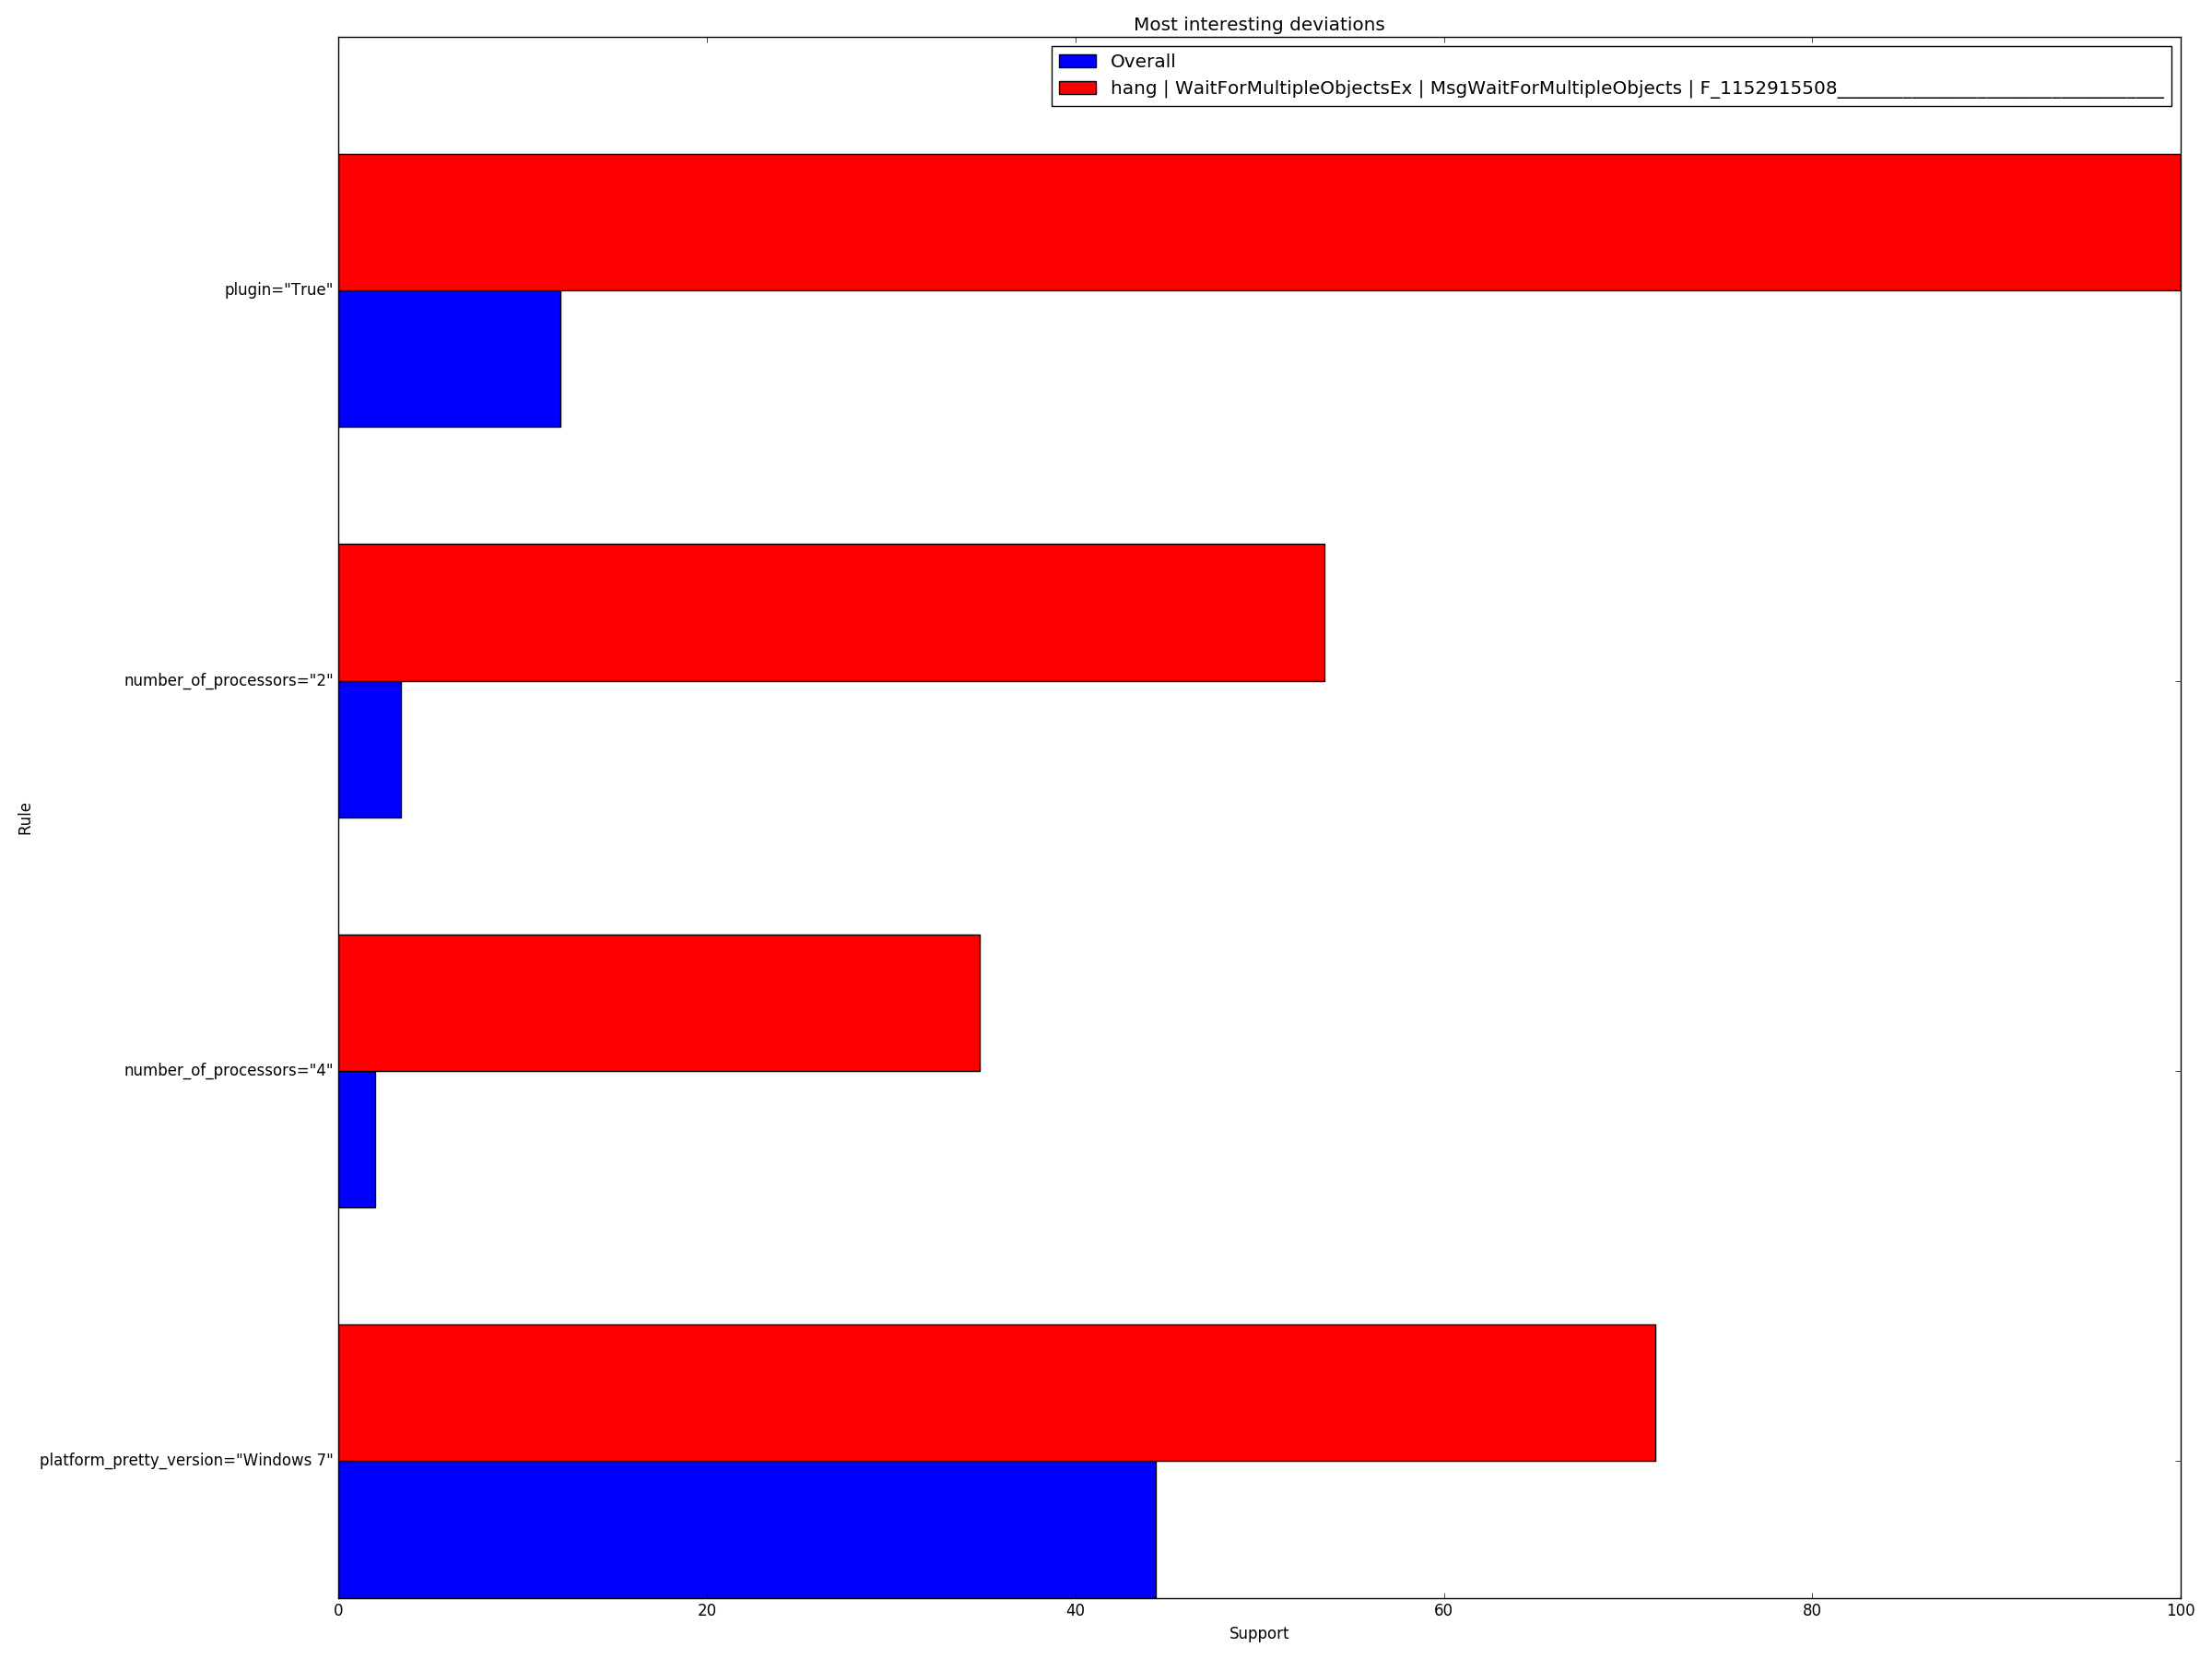 Most interesting deviations
Overall
hang | WaitForMultipleObjectsEx | MsgWaitForMultipleObjects | F_1152915508___________________________________
plugin="True"
number_of_processors="2"
Rule
number_of_processors="4"
platform_pretty_version="Windows 7"
0 20 40 60 80 100
Support